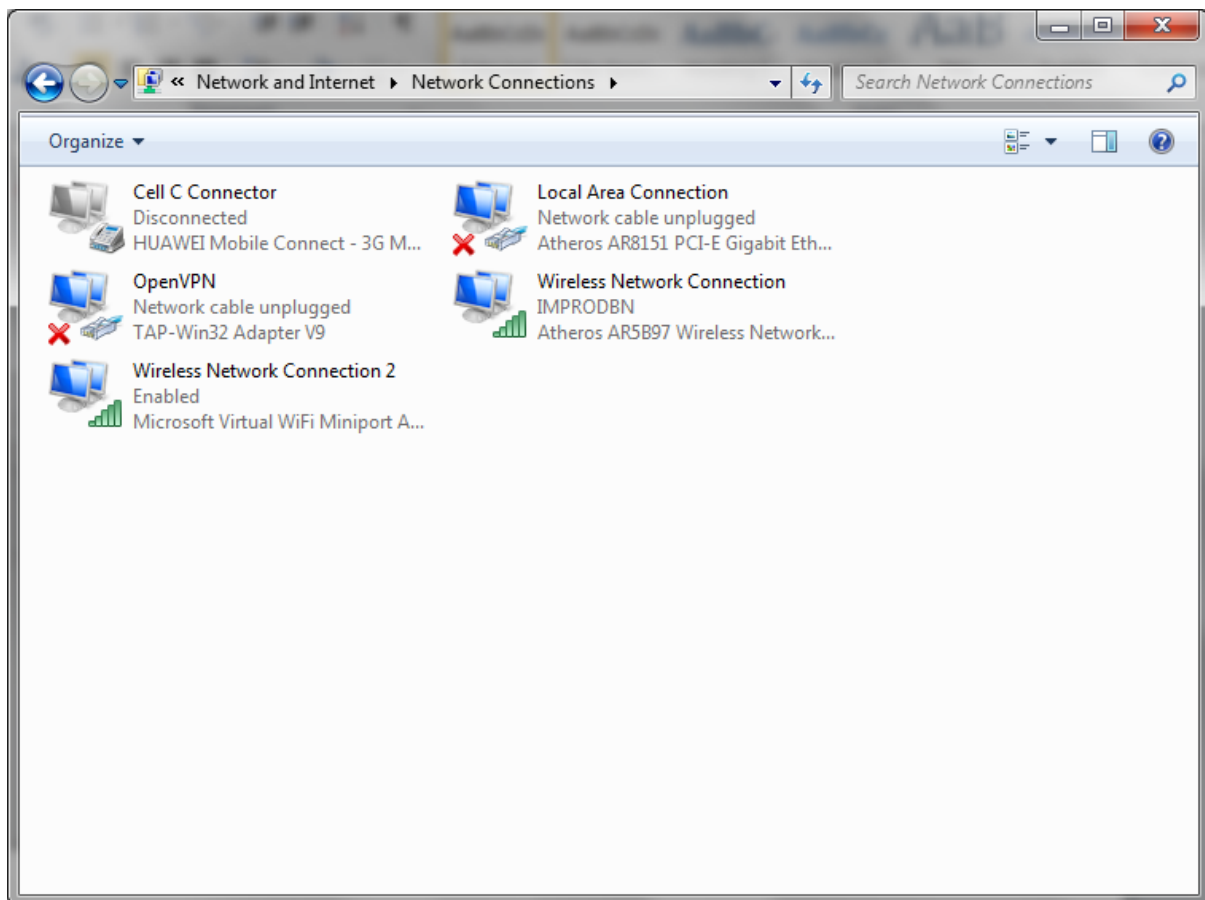 « Network and Internet Network Connections
Search Network Connections
Organize
Cell C Connector
Disconnected
HUAWEI Mobile Connect - 3G M...
Local Area Connection
Network cable unplugged
Atheros AR8151 PCI-E Gigabit Eth...
OpenVPN
Network cable unplugged
TAP-Win32 Adapter V9
Wireless Network Connection
IMPRODBN
Atheros AR5B97 Wireless Network...
Wireless Network Connection 2
Enabled
Microsoft Virtual WiFi Miniport A...